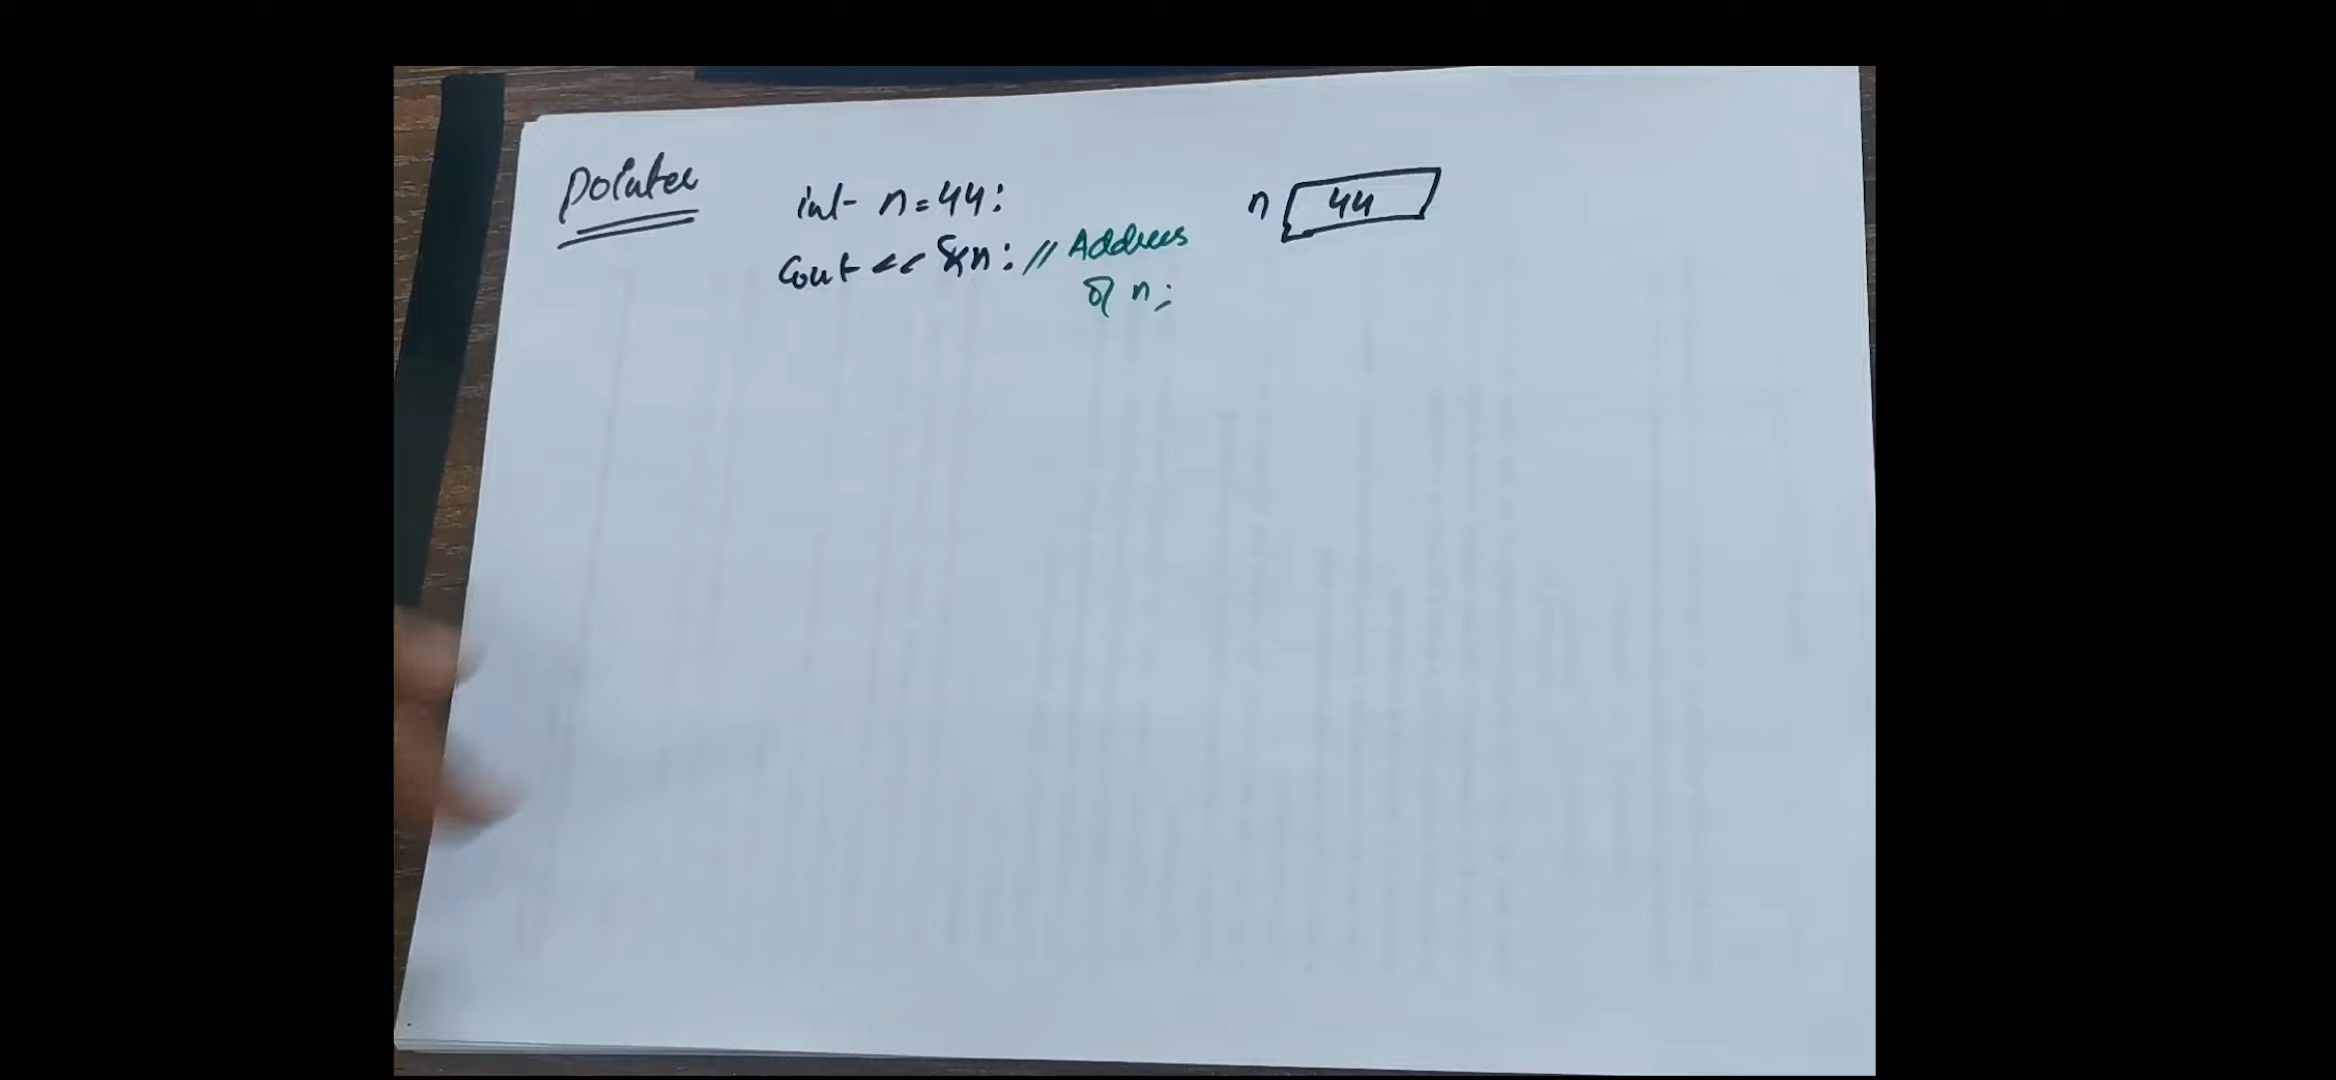 Pointer
int n = 44;
Cout << &n; // Address
of n;
n 44